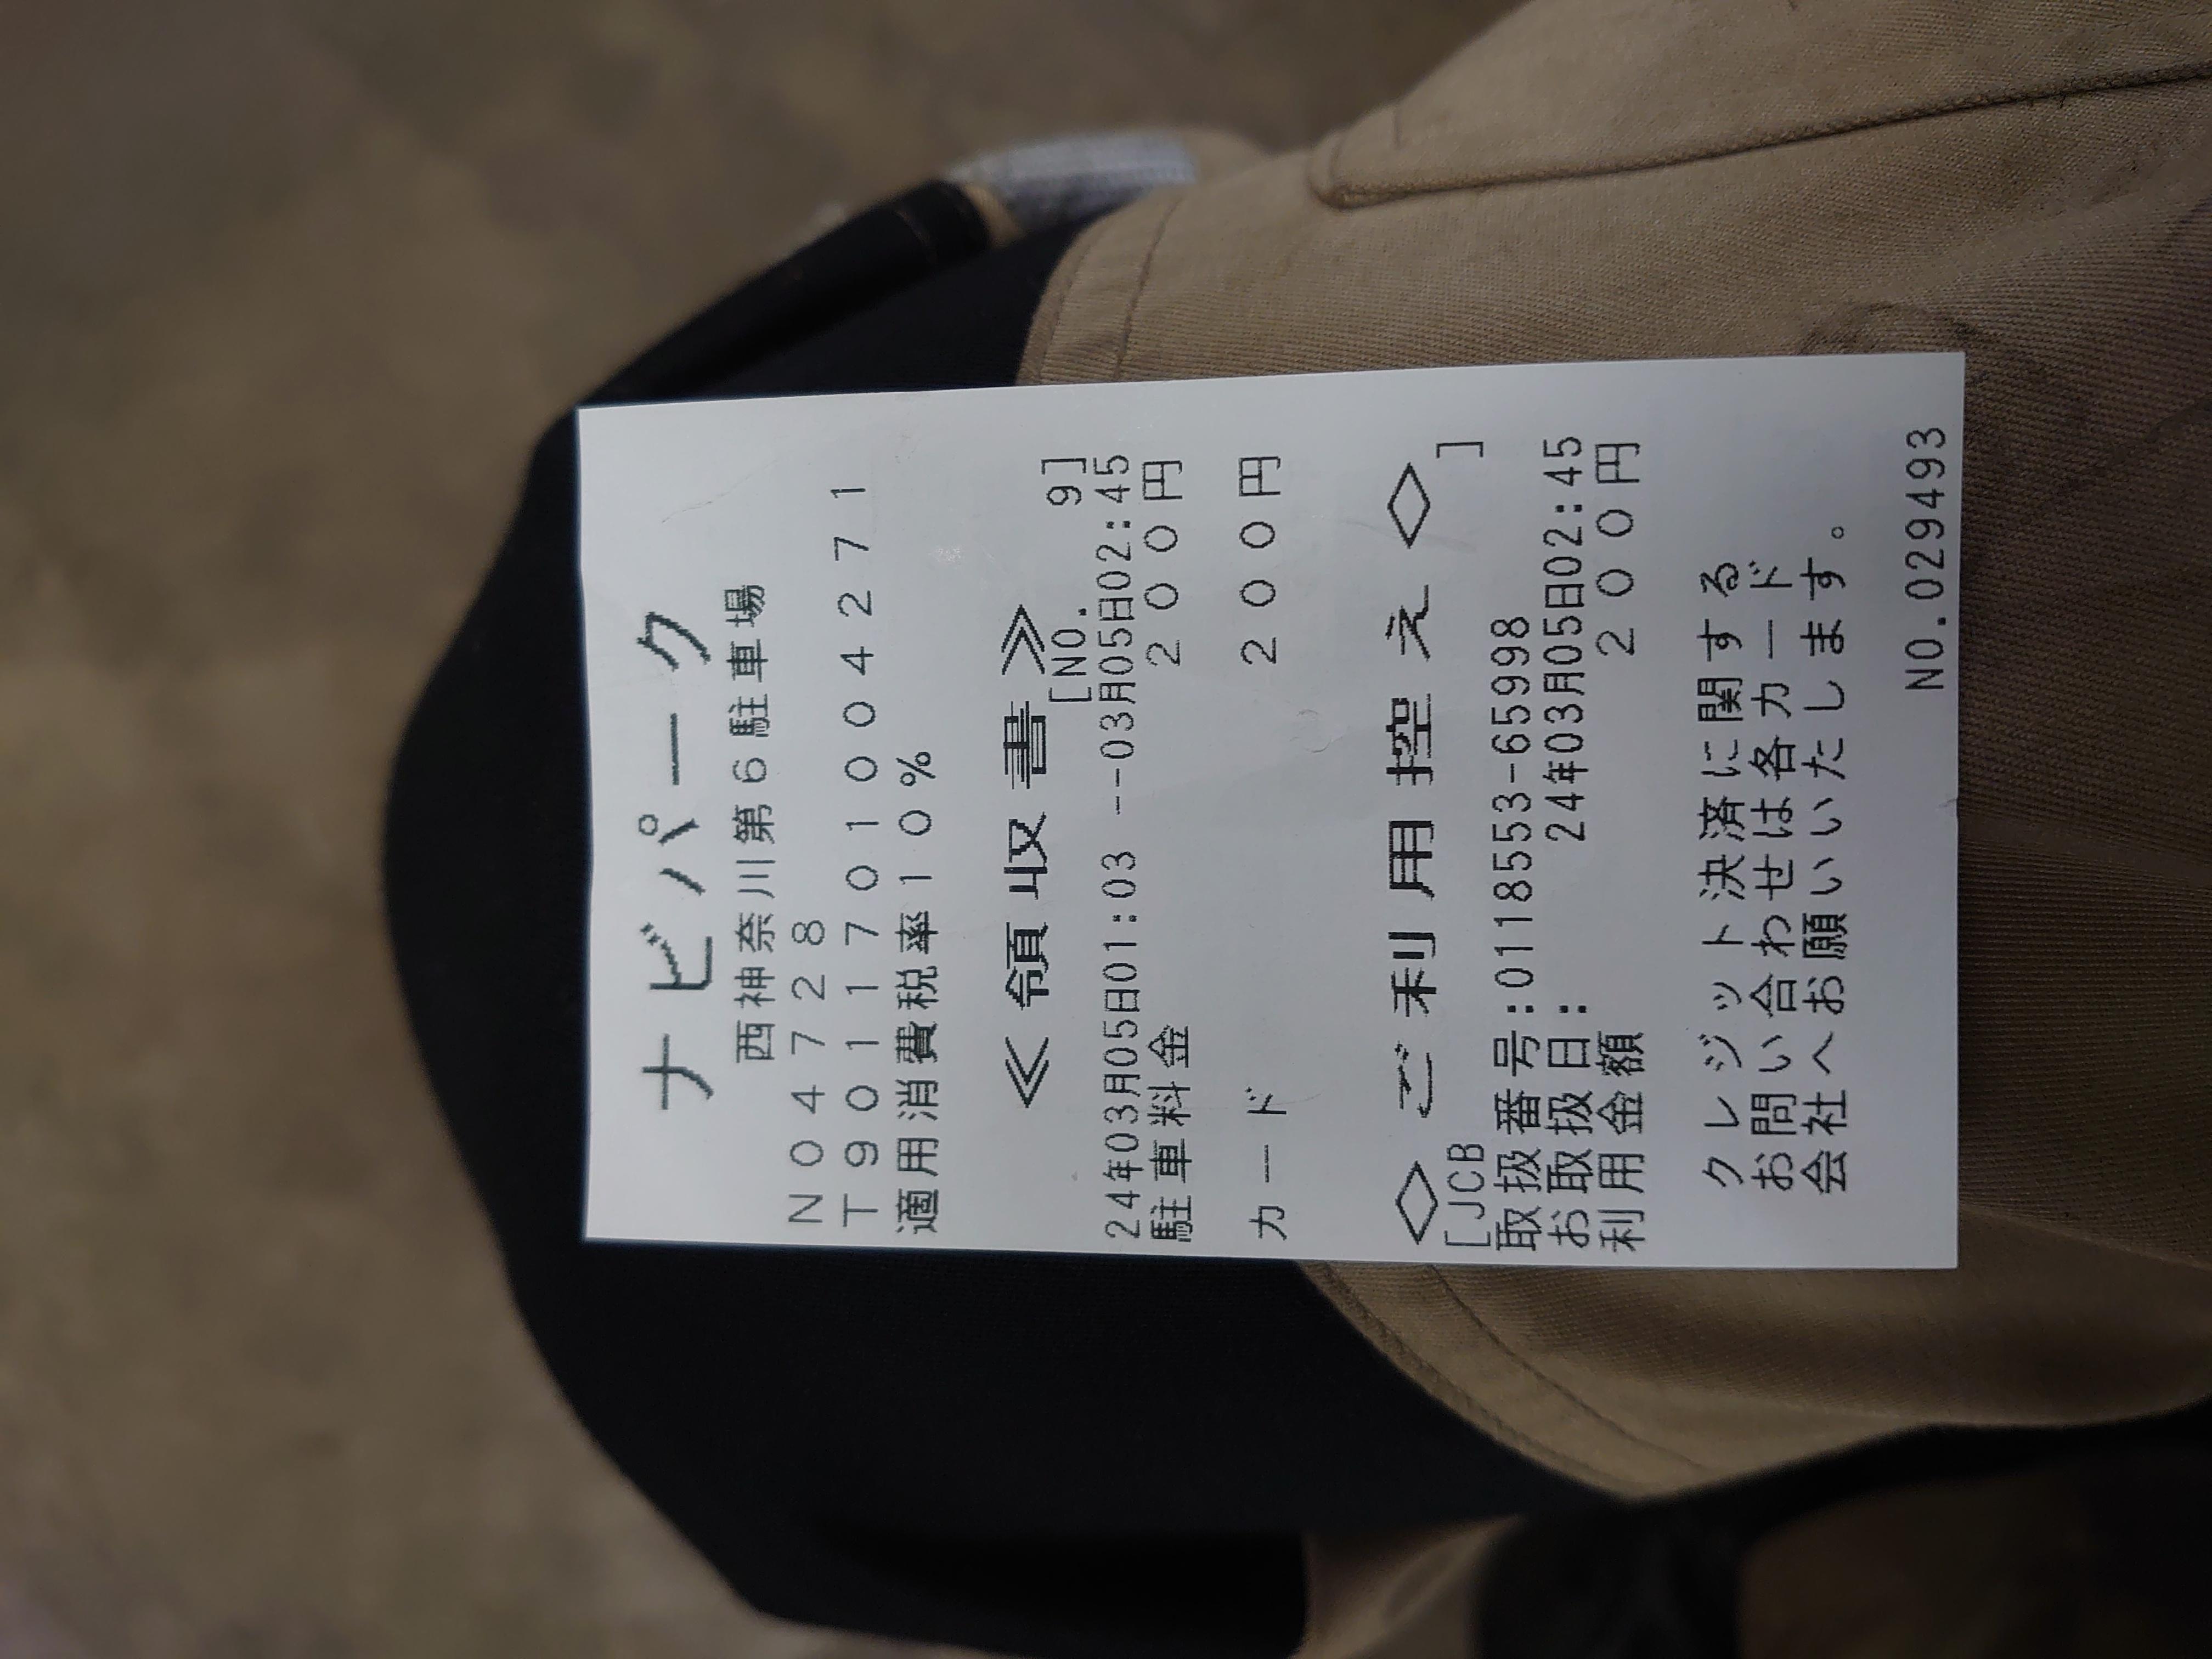 ナビパーク
西神奈川第6駐車場
N04728
T9011701004271
適用消費税率10%
≪領収書≫
[NO. 9]
24年03月05日01:03 --03月05日02:45
駐車料金 200円
カード 200円
◇ご利用控え◇
[JCB ]
取扱番号:0118553-65998
お取扱日: 24年03月05日02:45
利用金額 200円
クレジット決済に関する
お問い合わせは各カード
会社へお願いいたします。
NO.029493